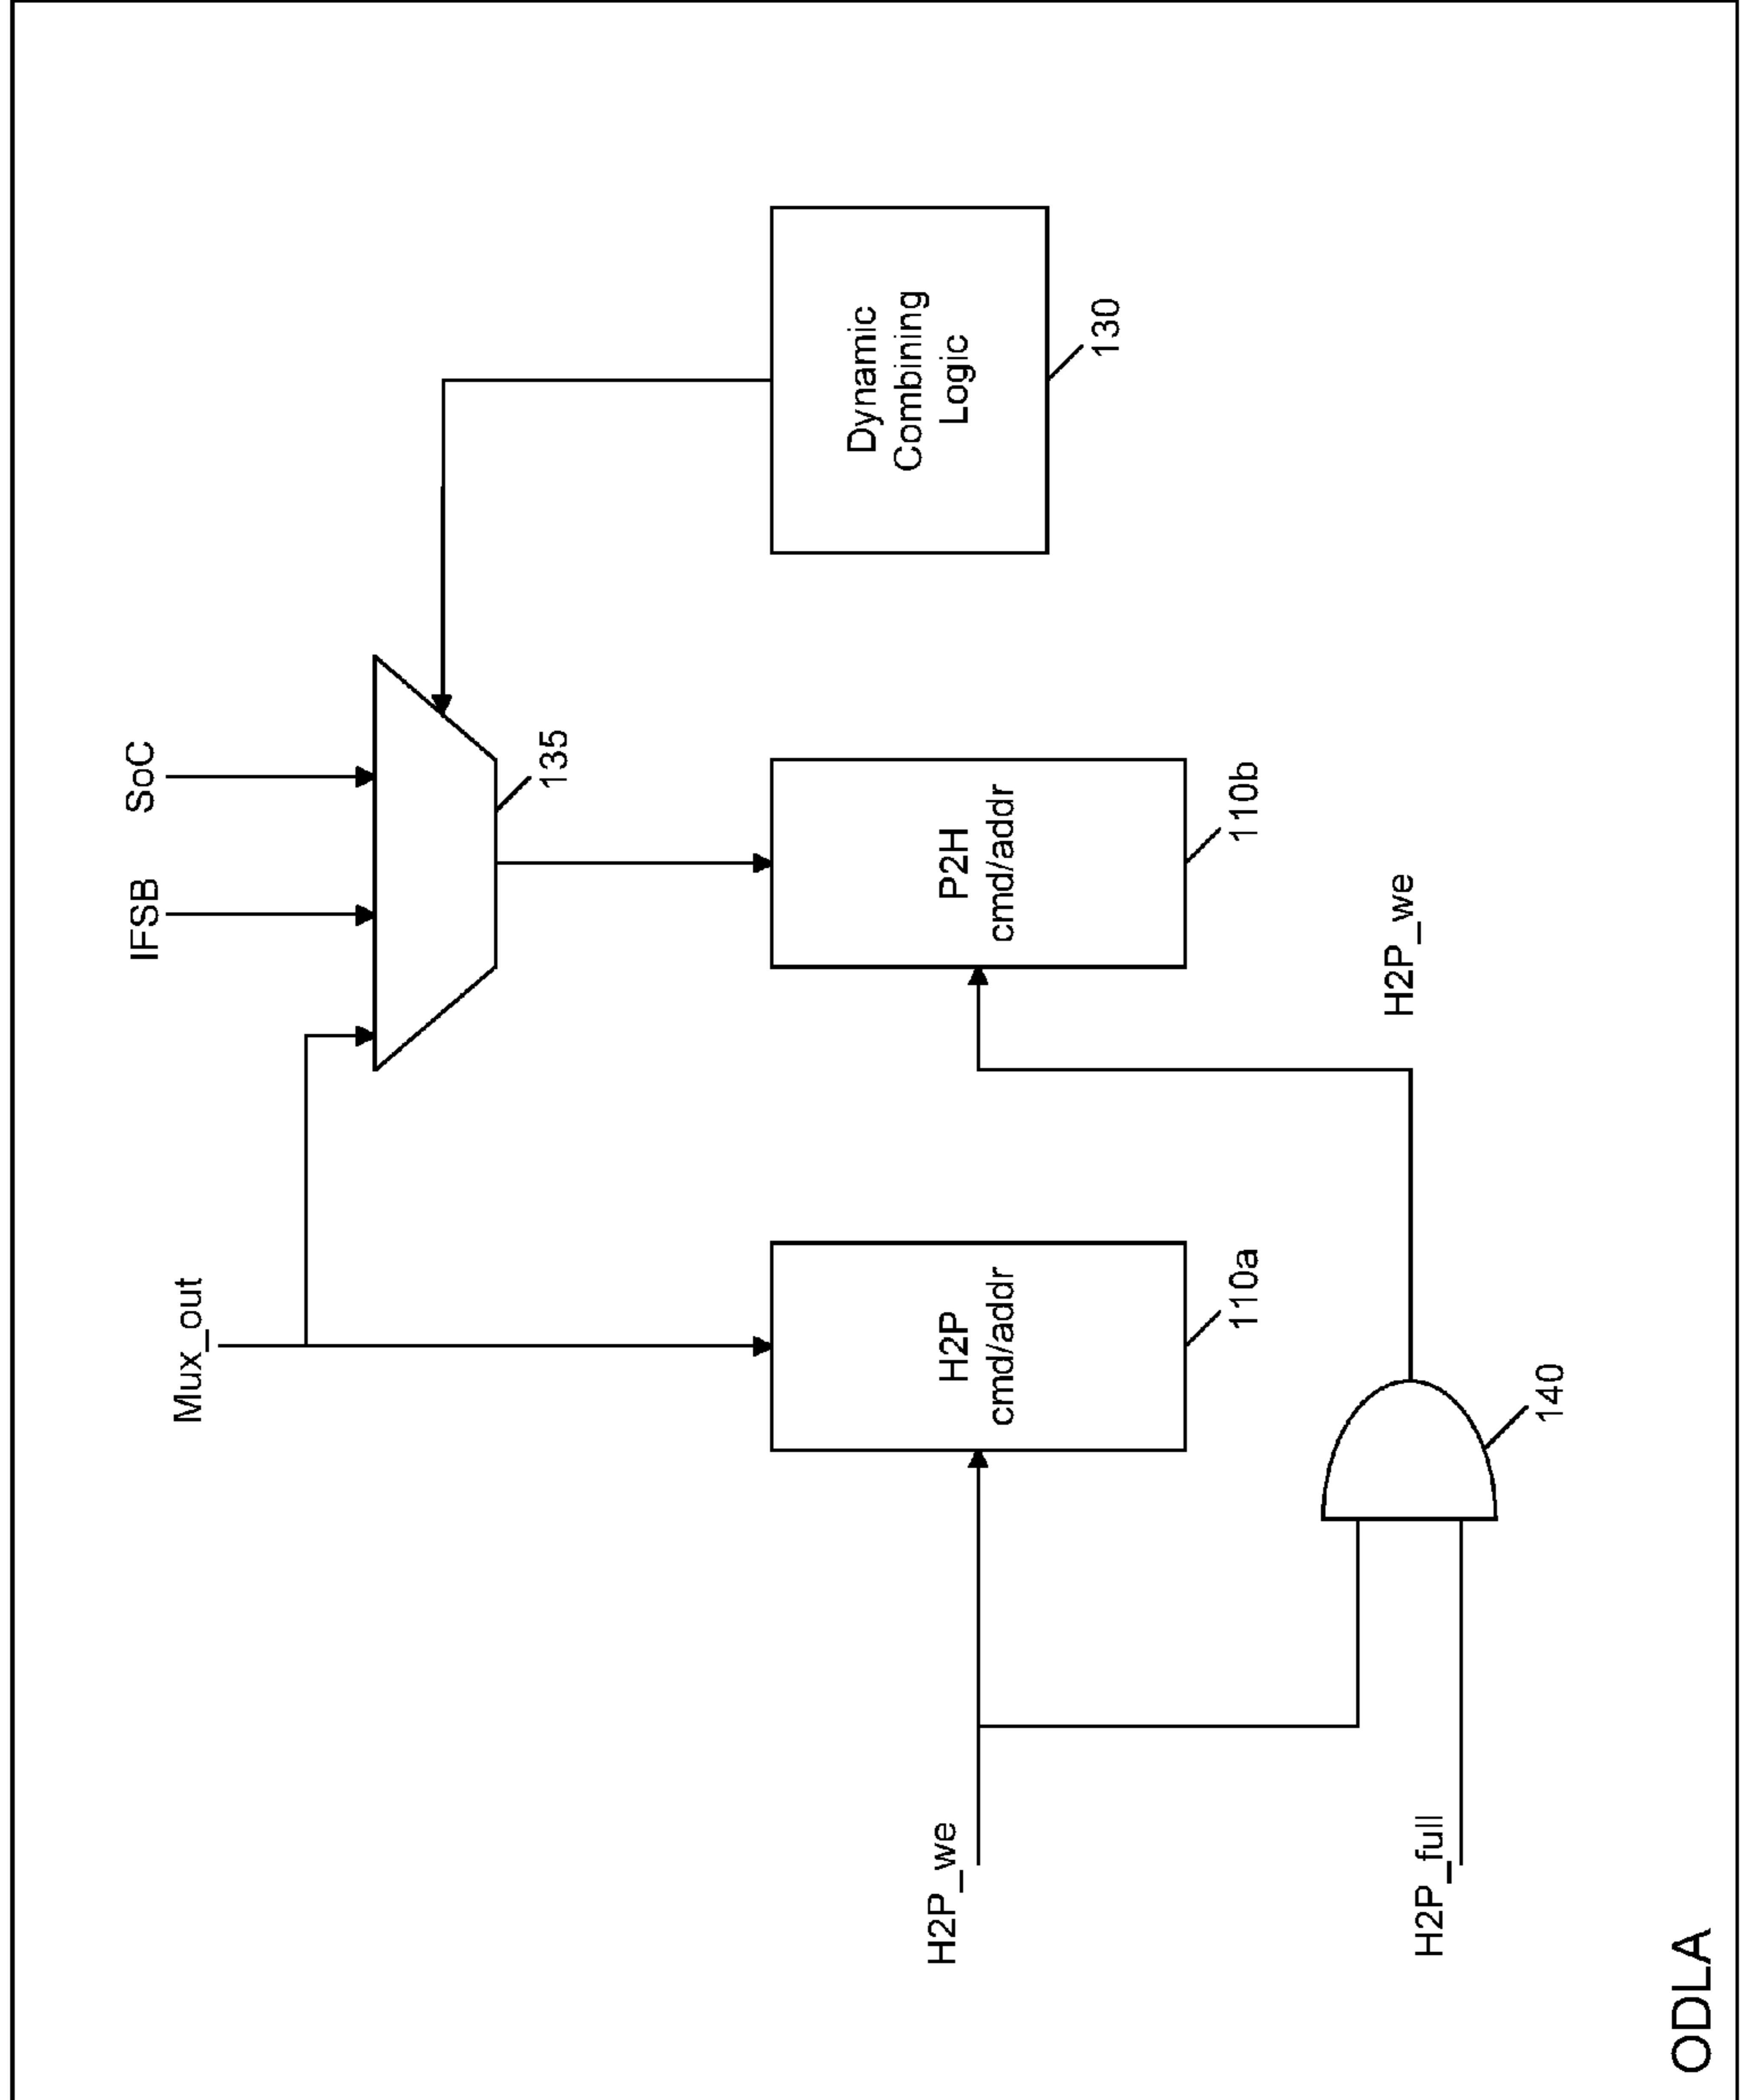 SoC
IFSB
Mux_out
135
Dynamic
Combining
Logic
130
H2P
cmd/addr
110a
P2H
cmd/addr
110b
H2P_we
H2P_we
H2P_full
140
ODLA